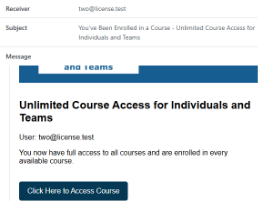 Receiver two@license.test
Subject You've Been Enrolled in a Course - Unlimited Course Access for
Individuals and Teams
Message
and Teams
Unlimited Course Access for Individuals and
Teams
User: two@license.test
You now have full access to all courses and are enrolled in every
available course.
Click Here to Access Course